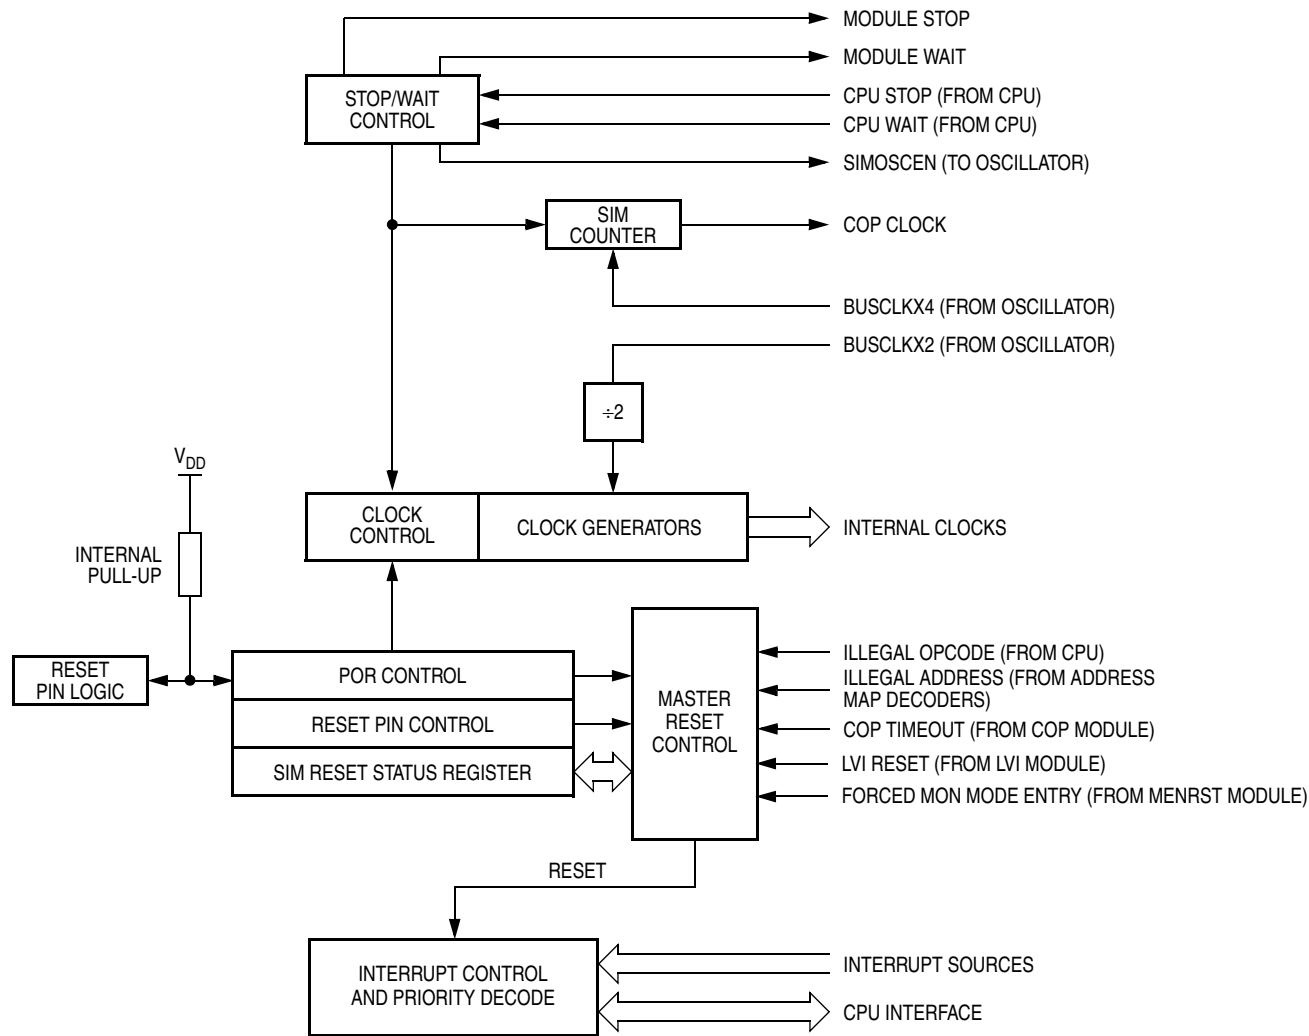 MODULE STOP
MODULE WAIT
STOP/WAIT
CONTROL
CPU STOP (FROM CPU)
CPU WAIT (FROM CPU)
SIMOSCEN (TO OSCILLATOR)
SIM
COUNTER
COP CLOCK
BUSCLKX4 (FROM OSCILLATOR)
BUSCLKX2 (FROM OSCILLATOR)
÷2
VDD
INTERNAL
PULL-UP
CLOCK
CONTROL
CLOCK GENERATORS
INTERNAL CLOCKS
RESET
PIN LOGIC
POR CONTROL
RESET PIN CONTROL
SIM RESET STATUS REGISTER
MASTER
RESET
CONTROL
ILLEGAL OPCODE (FROM CPU)
ILLEGAL ADDRESS (FROM ADDRESS
MAP DECODERS)
COP TIMEOUT (FROM COP MODULE)
LVI RESET (FROM LVI MODULE)
FORCED MON MODE ENTRY (FROM MENRST MODULE)
RESET
INTERRUPT CONTROL
AND PRIORITY DECODE
INTERRUPT SOURCES
CPU INTERFACE